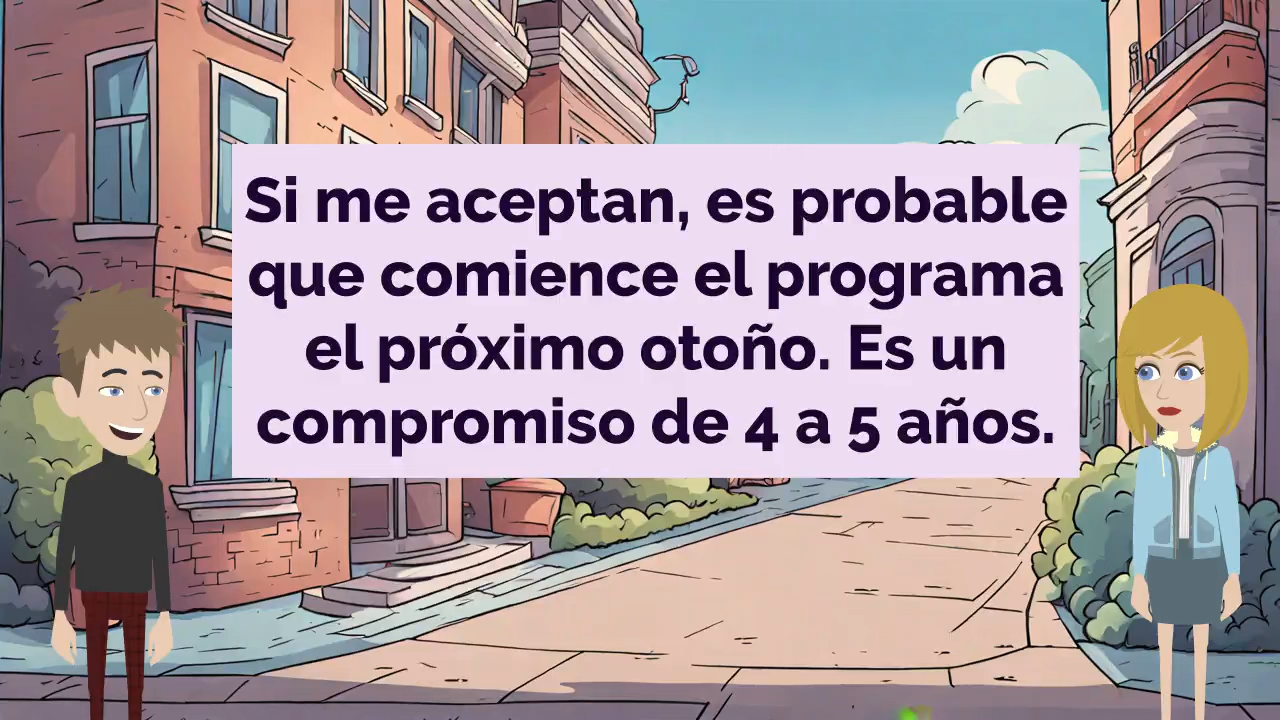 Si me aceptan, es probable
que comience el programa
el próximo otoño. Es un
compromiso de 4 a 5 años.